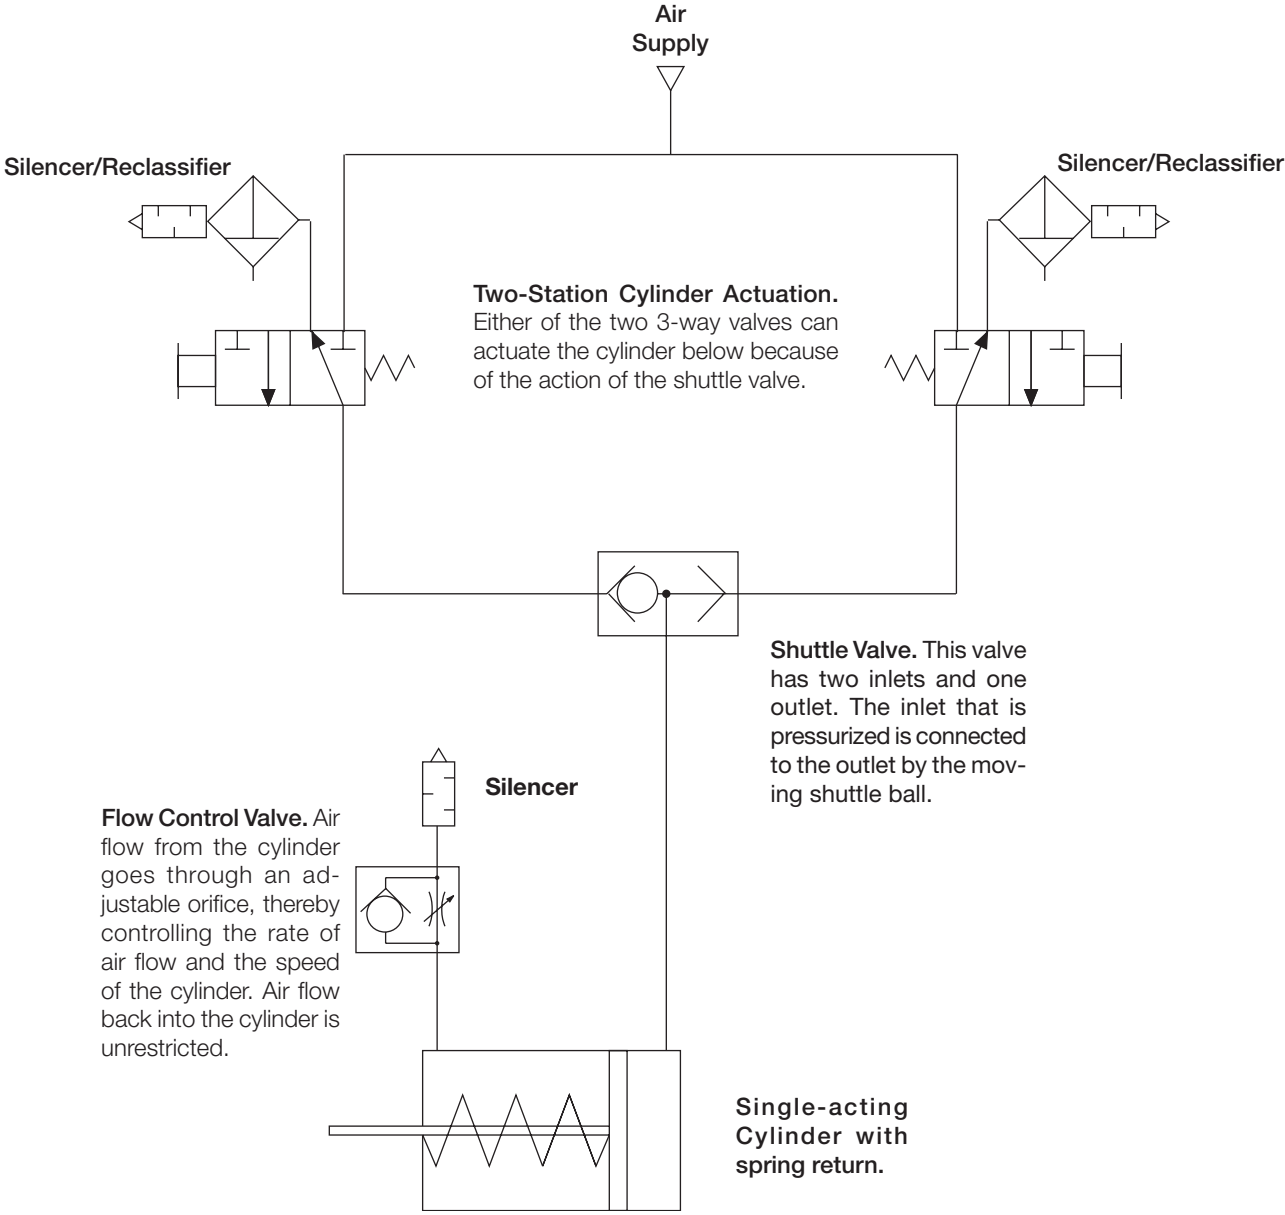 Air
Supply
Silencer/Reclassifier
Silencer/Reclassifier
Two-Station Cylinder Actuation.
Either of the two 3-way valves can
actuate the cylinder below because
of the action of the shuttle valve.
Shuttle Valve. This valve
has two inlets and one
outlet. The inlet that is
pressurized is connected
to the outlet by the mov-
ing shuttle ball.
Silencer
Flow Control Valve. Air
flow from the cylinder
goes through an ad-
justable orifice, thereby
controlling the rate of
air flow and the speed
of the cylinder. Air flow
back into the cylinder is
unrestricted.
Single-acting
Cylinder with
spring return.